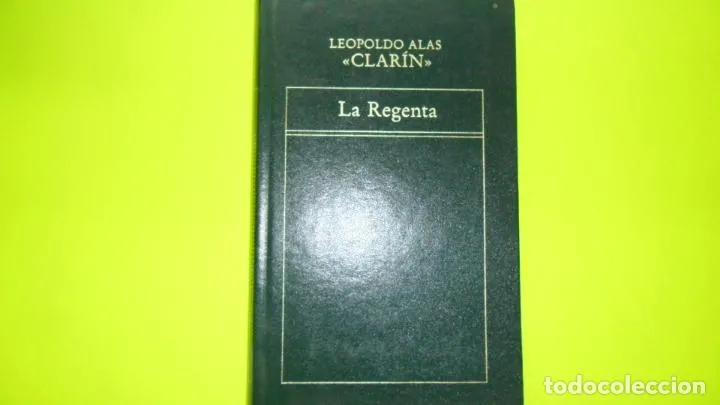 LEOPOLDO ALAS
«CLARÍN»
La Regenta
todocoleccion